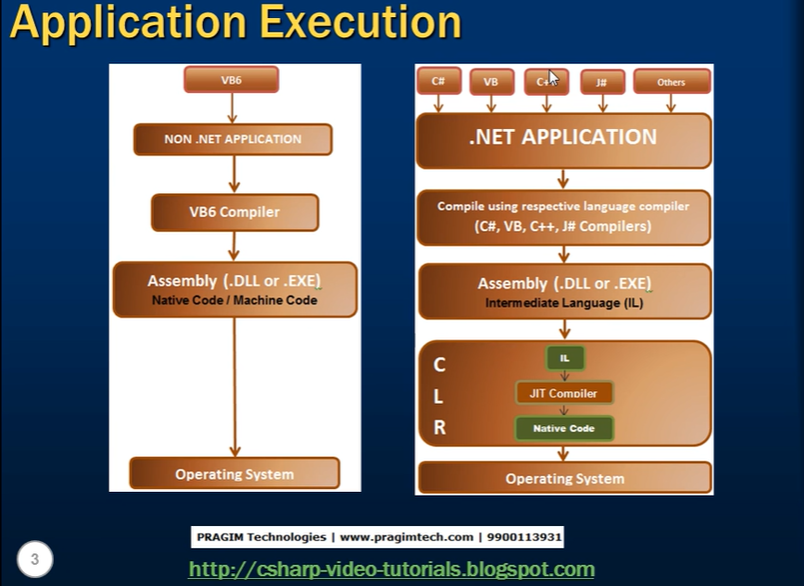 Application Execution
VB6
NON .NET APPLICATION
VB6 Compiler
Assembly (.DLL or .EXE)
Native Code / Machine Code
Operating System
C#
VB
C++
J#
Others
.NET APPLICATION
Compile using respective language compiler
(C#, VB, C++, J# Compilers)
Assembly (.DLL or .EXE)
Intermediate Language (IL)
C
L
R
IL
JIT Compiler
Native Code
Operating System
PRAGIM Technologies | www.pragimtech.com | 9900113931
3
http://csharp-video-tutorials.blogspot.com